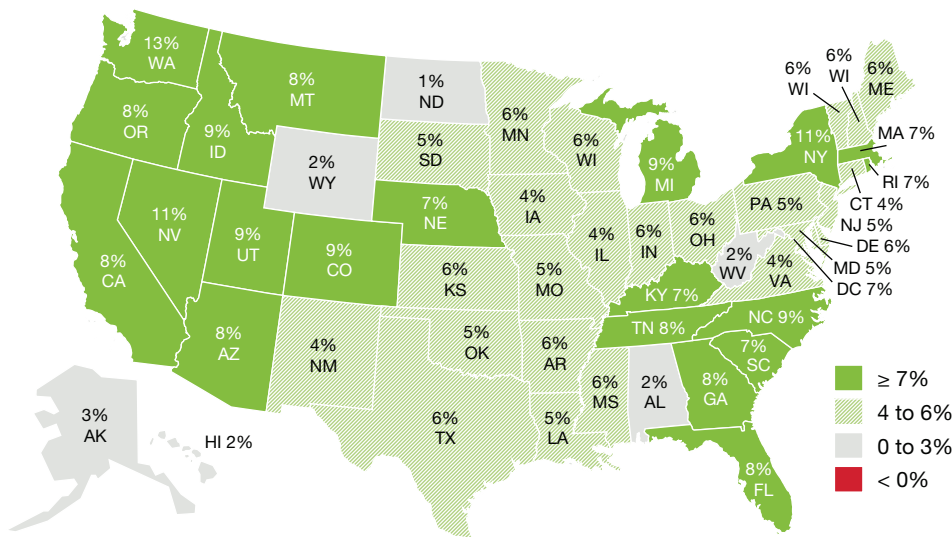 13%
WA
8%
MT
1%
ND
6%
MN
6%
WI
6%
WI
6%
ME
8%
OR
9%
ID
2%
WY
5%
SD
6%
WI
9%
MI
11%
NY
MA 7%
RI 7%
CT 4%
NJ 5%
DE 6%
MD 5%
DC 7%
11%
NV
9%
UT
9%
CO
7%
NE
4%
IA
4%
IL
6%
IN
6%
OH
PA 5%
2%
WV
4%
VA
8%
CA
6%
KS
5%
MO
KY 7%
8%
AZ
4%
NM
5%
OK
6%
AR
TN 8%
NC 9%
7%
SC
6%
TX
5%
LA
6%
MS
2%
AL
8%
GA
8%
FL
3%
AK
HI 2%
≥ 7%
4 to 6%
0 to 3%
< 0%